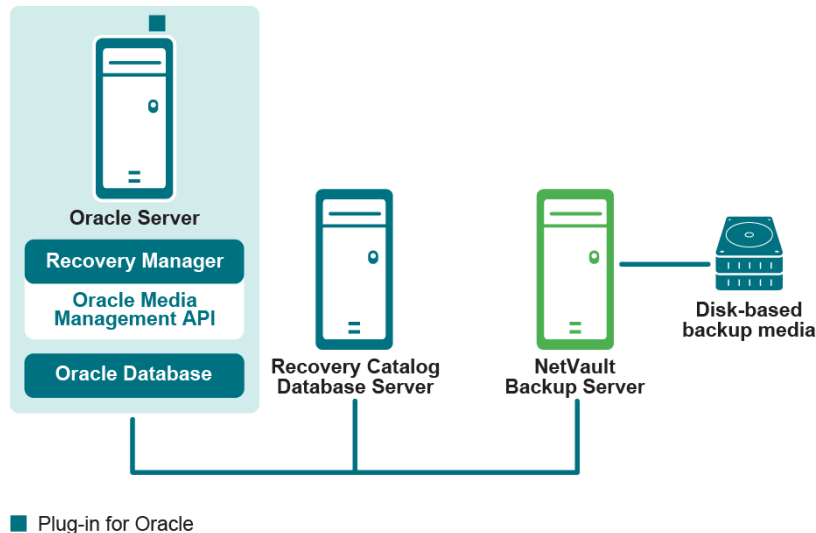 Oracle Server
Recovery Manager
Oracle Media
Management API
Oracle Database
Recovery Catalog
Database Server
NetVault
Backup Server
Disk-based
backup media
Plug-in for Oracle